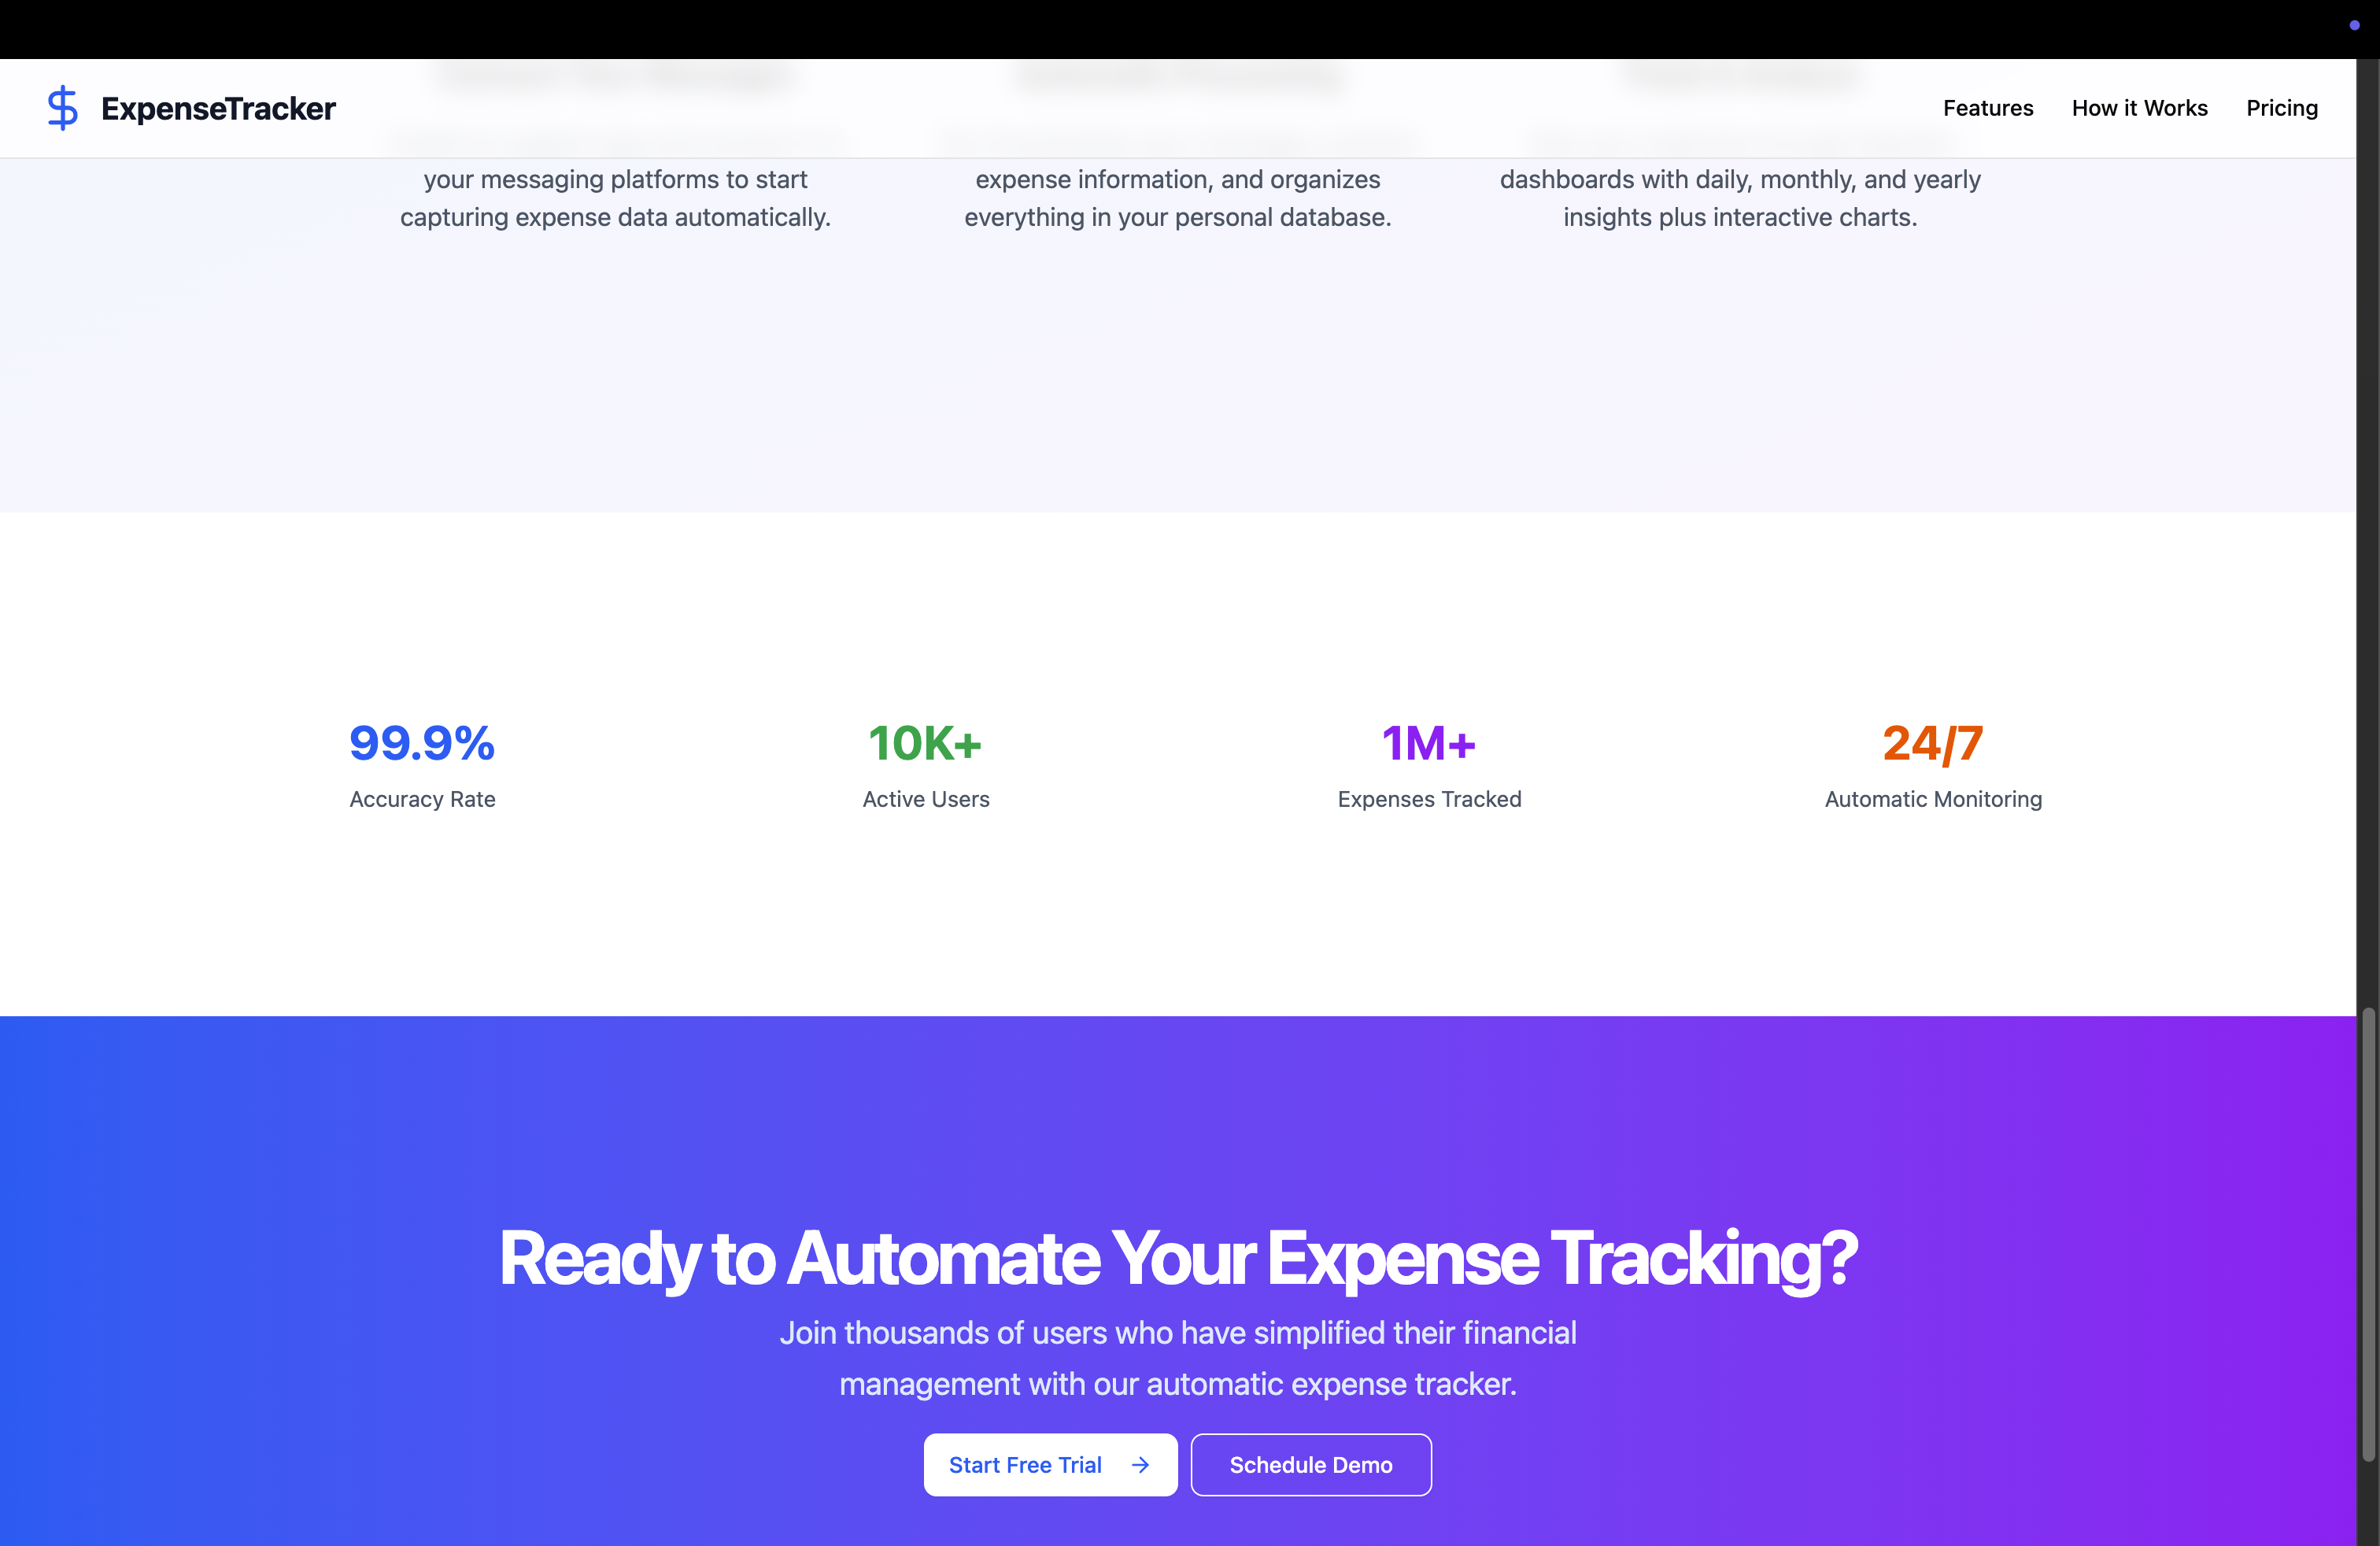 ExpenseTracker
Features
How it Works
Pricing
your messaging platforms to start
capturing expense data automatically.
expense information, and organizes
everything in your personal database.
dashboards with daily, monthly, and yearly
insights plus interactive charts.
99.9%
Accuracy Rate
10K+
Active Users
1M+
Expenses Tracked
24/7
Automatic Monitoring
Ready to Automate Your Expense Tracking?
Join thousands of users who have simplified their financial
management with our automatic expense tracker.
Start Free Trial →
Schedule Demo